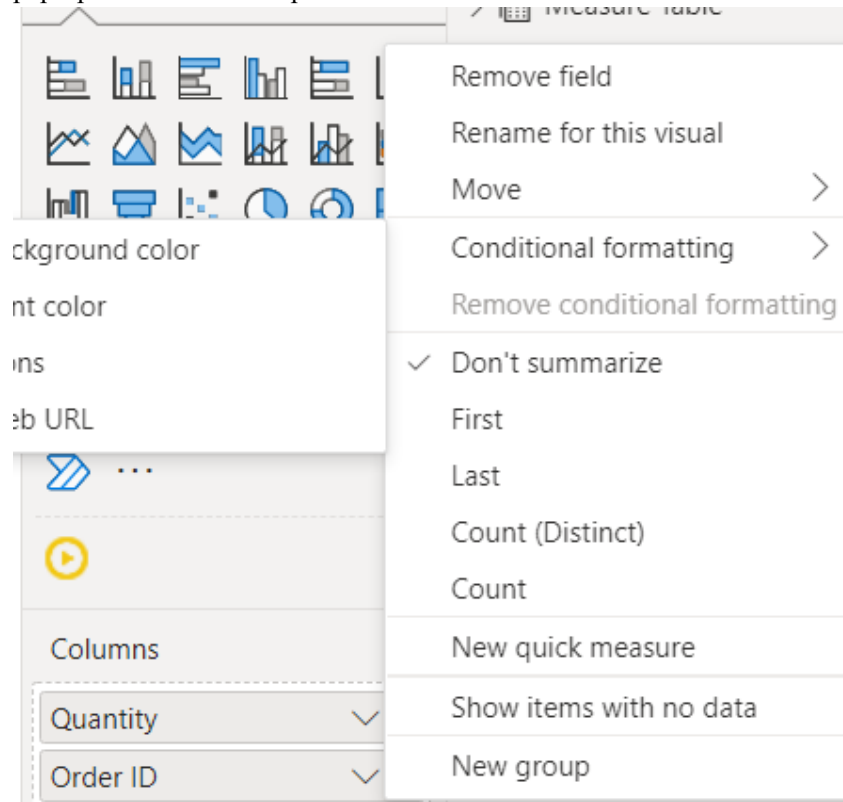 Measure Table
Remove field
Rename for this visual
Move
Conditional formatting
Remove conditional formatting
Don't summarize
First
Last
Count (Distinct)
Count
New quick measure
Show items with no data
New group
ckground color
nt color
ons
eb URL
...
Columns
Quantity
Order ID